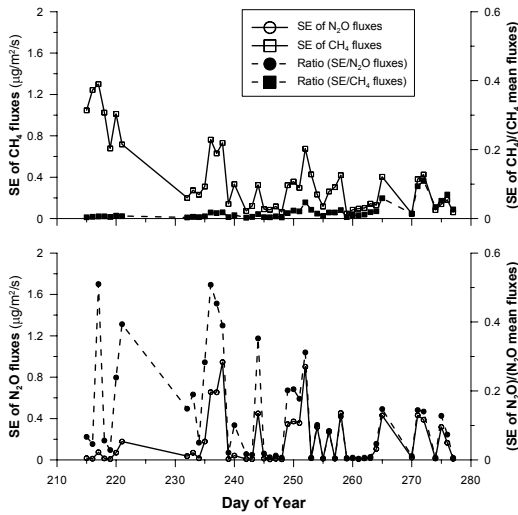 SE of N₂O fluxes
SE of CH₄ fluxes
Ratio (SE/N₂O fluxes)
Ratio (SE/CH₄ fluxes)
2
1.6
1.2
0.8
0.4
0
SE of CH₄ fluxes (µg/m²/s)
0.6
0.4
0.2
0
(SE of CH₄)/(CH₄ mean fluxes)
2
1.6
1.2
0.8
0.4
0
SE of N₂O fluxes (µg/m²/s)
0.6
0.4
0.2
0
(SE of N₂O)/(N₂O mean fluxes)
210 220 230 240 250 260 270 280
Day of Year